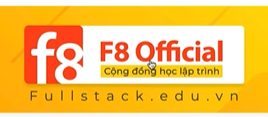 f8
F8 Official
Cộng đồng học lập trình
Fullstack.edu.vn